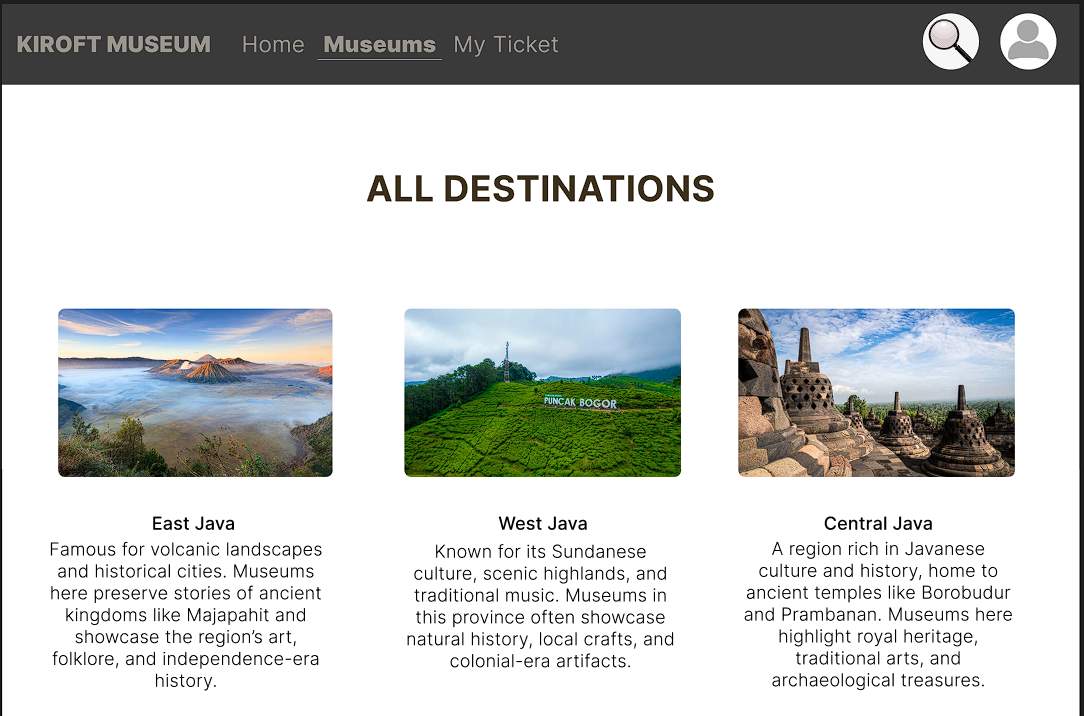 KIROFT MUSEUM Home Museums My Ticket
ALL DESTINATIONS
PUNCAK BOGOR
East Java
Famous for volcanic landscapes
and historical cities. Museums
here preserve stories of ancient
kingdoms like Majapahit and
showcase the region’s art,
folklore, and independence-era
history.
West Java
Known for its Sundanese
culture, scenic highlands, and
traditional music. Museums in
this province often showcase
natural history, local crafts, and
colonial-era artifacts.
Central Java
A region rich in Javanese
culture and history, home to
ancient temples like Borobudur
and Prambanan. Museums here
highlight royal heritage,
traditional arts, and
archaeological treasures.